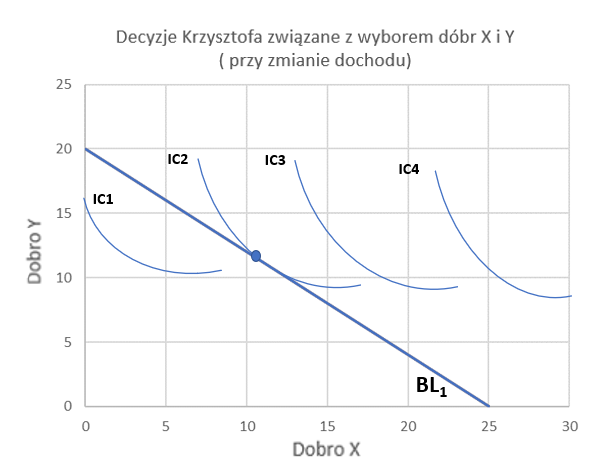 Decyzje Krzysztofa związane z wyborem dóbr X i Y
( przy zmianie dochodu)
25
20
15
10
5
0
IC1
IC2
IC3
IC4
BL1
0 5 10 15 20 25 30
Dobro Y
Dobro X